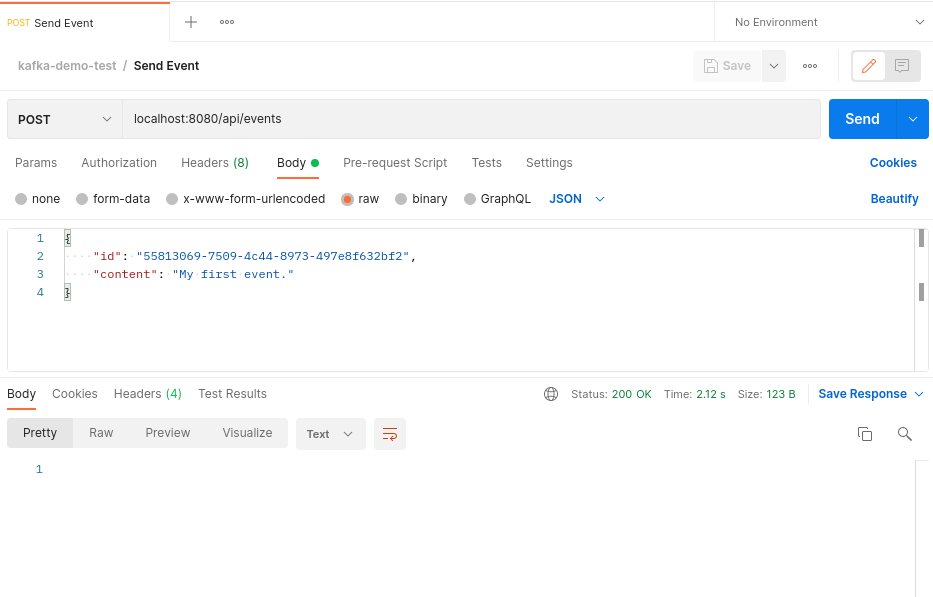 POST Send Event
No Environment
kafka-demo-test / Send Event
Save
POST
localhost:8080/api/events
Send
Params Authorization Headers (8) Body Pre-request Script Tests Settings Cookies
none form-data x-www-form-urlencoded raw binary GraphQL JSON Beautify
1 {
2 "id": "55813069-7509-4c44-8973-497e8f632bf2",
3 "content": "My first event."
4 }
Body Cookies Headers (4) Test Results Status: 200 OK Time: 2.12 s Size: 123 B Save Response
Pretty Raw Preview Visualize Text
1